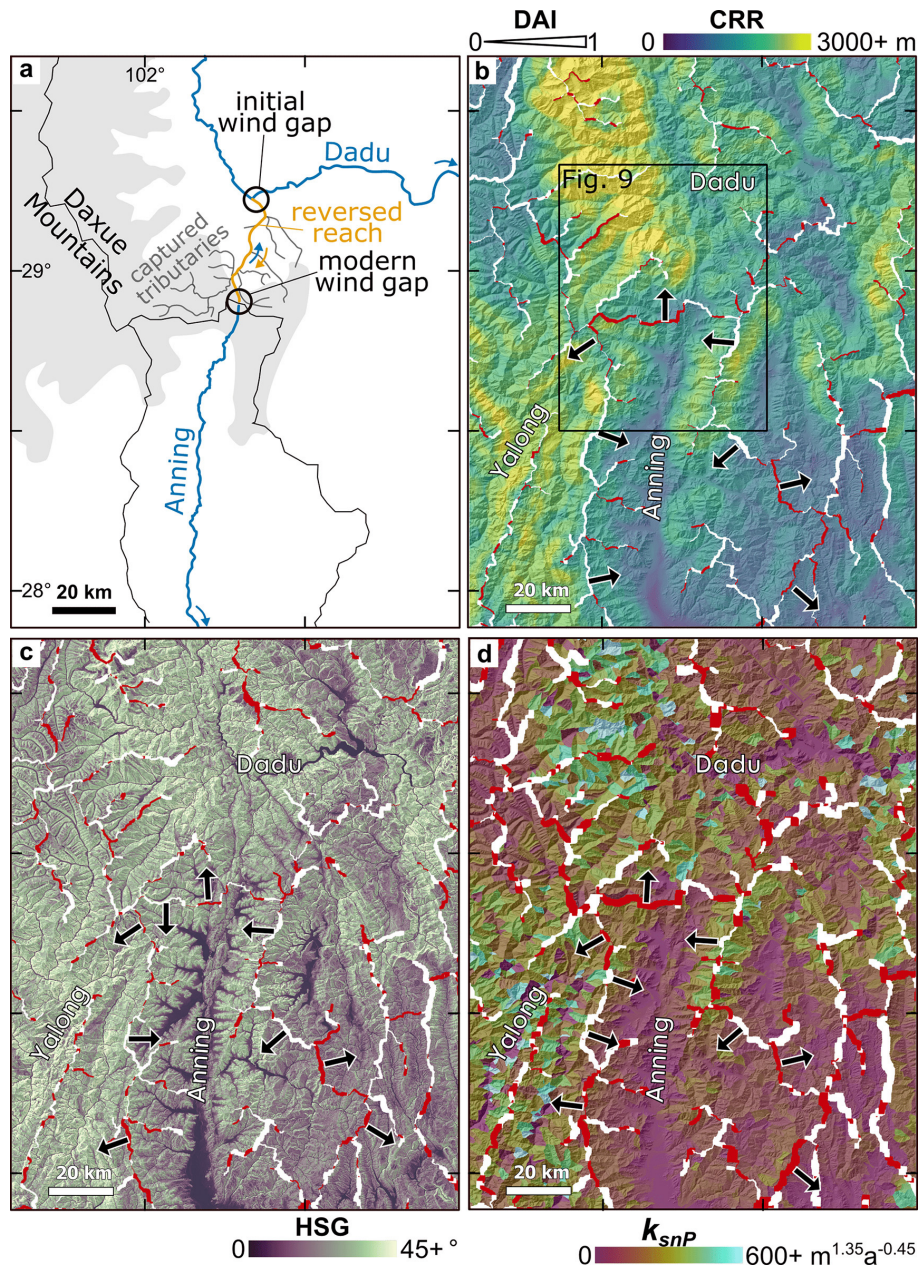 DAI
0 1
CRR
0 3000+ m
a
102°
29°
28°
initial
wind gap
Dadu
reversed
reach
modern
wind gap
captured
tributaries
Daxue
Mountains
Anning
20 km
b
Fig. 9
Dadu
Yalong
Anning
20 km
c
Dadu
Yalong
Anning
20 km
d
Dadu
Yalong
Anning
20 km
HSG
0 45+ °
k_snP
0 600+ m^1.35a^-0.45